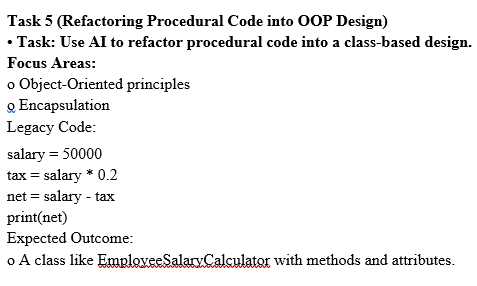 Task 5 (Refactoring Procedural Code into OOP Design)
• Task: Use AI to refactor procedural code into a class-based design.
Focus Areas:
o Object-Oriented principles
o Encapsulation
Legacy Code:
salary = 50000
tax = salary * 0.2
net = salary - tax
print(net)
Expected Outcome:
o A class like EmployeeSalaryCalculator with methods and attributes.